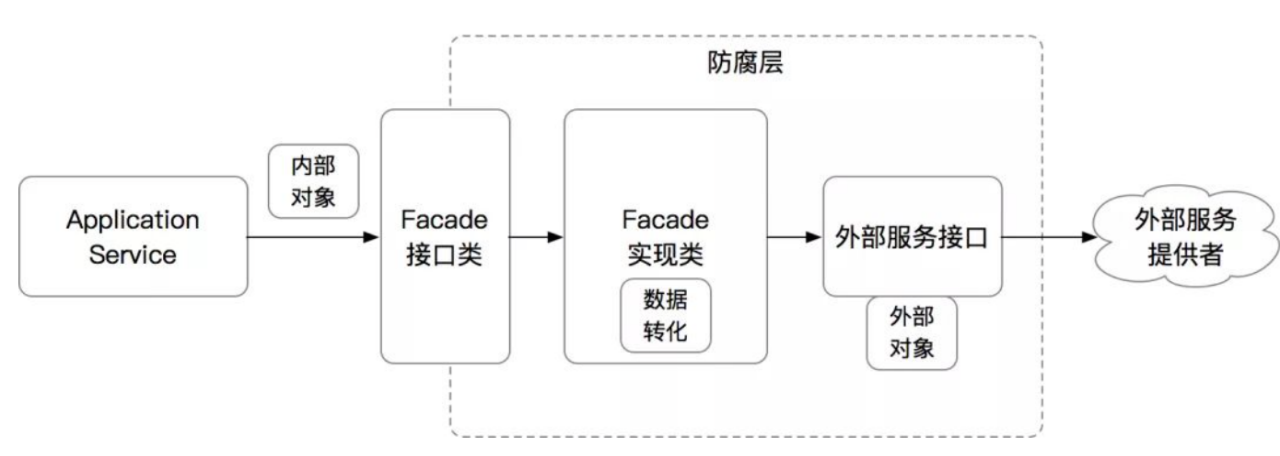 防腐层
内部
对象
Application
Service
Facade
接口类
Facade
实现类
数据
转化
外部服务接口
外部
对象
外部服务
提供者